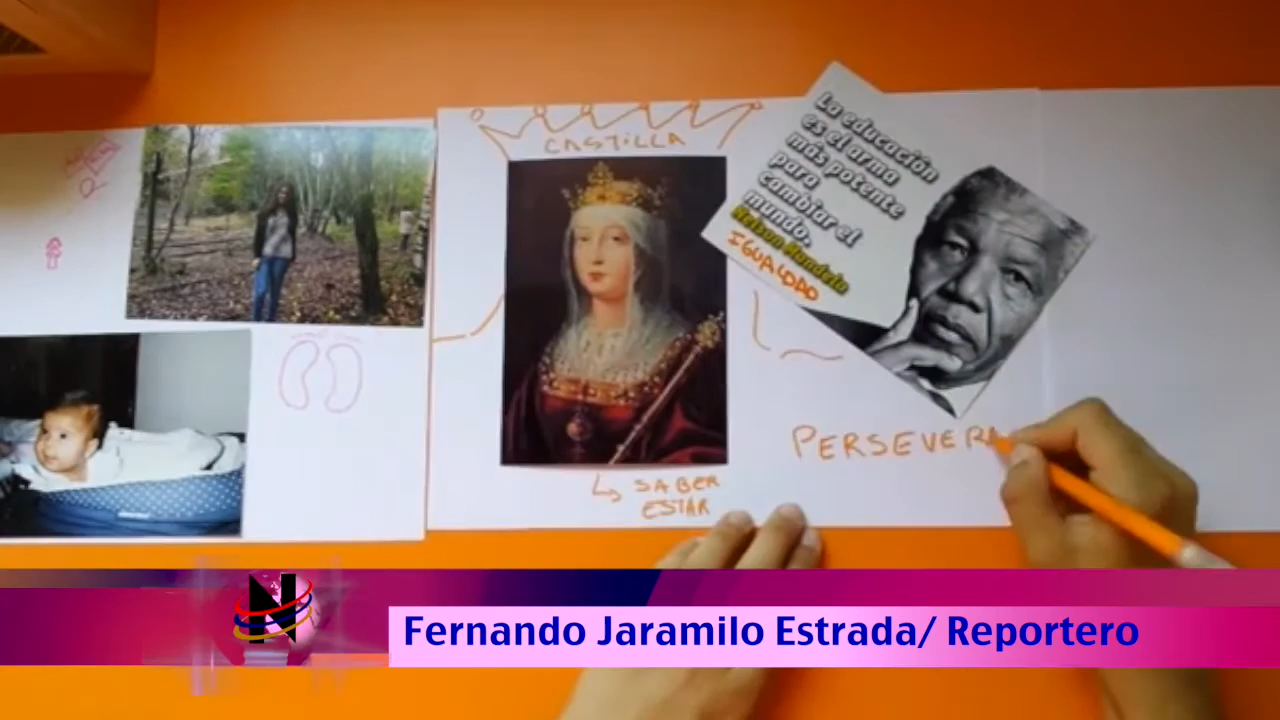 CASTILLA
SABER
ESTAR
La educación
es el arma
más potente
para
cambiar el
mundo.
Nelson Mandela
IGUALDAD
PERSEVERA
N
Fernando Jaramilo Estrada/ Reportero